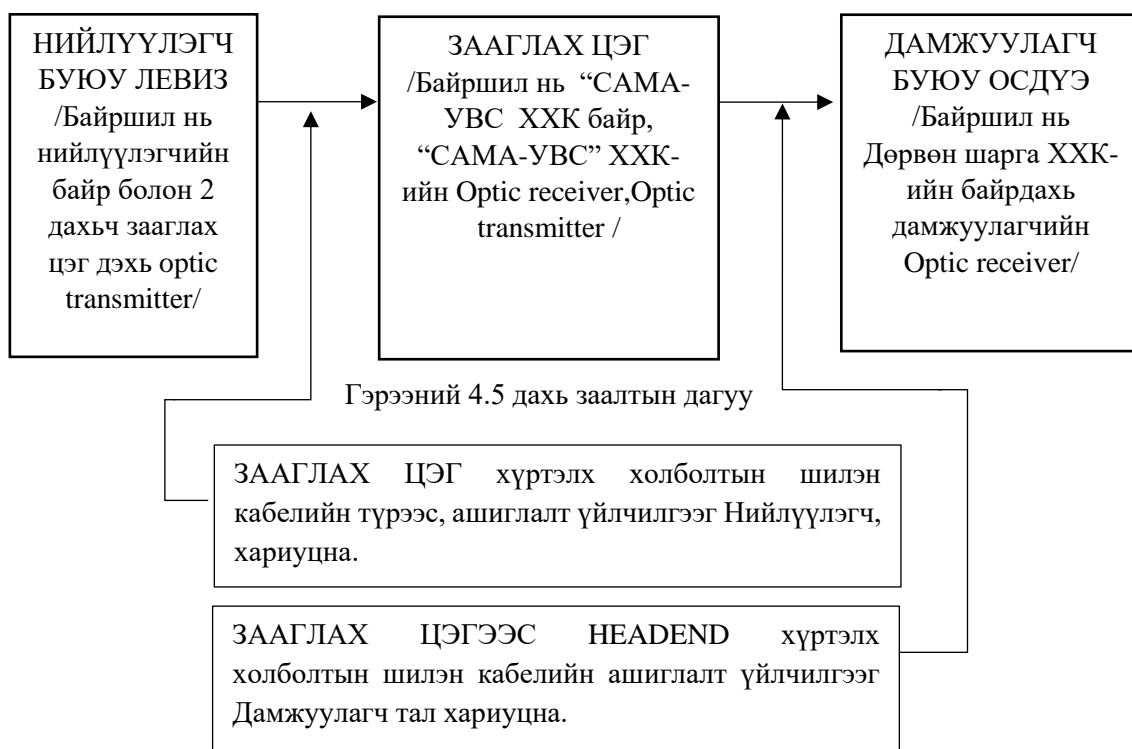 НИЙЛҮҮЛЭГЧ
БУЮУ ЛЕВИЗ
/Байршил нь
нийлүүлэгчийн
байр болон 2
дахьч зааглах
цэг дэхь optic
transmitter/
ЗААГЛАХ ЦЭГ
/Байршил нь “САМА-
УВС ХХК байр,
“САМА-УВС” ХХК-
ийн Optic receiver,Optic
transmitter /
ДАМЖУУЛАГЧ
БУЮУ ОСДҮЭ
/Байршил нь
Дөрвөн шарга ХХК-
ийн байрдахь
дамжуулагчийн
Optic receiver/
Гэрээний 4.5 дахь заалтын дагуу
ЗААГЛАХ ЦЭГ хүртэлх холболтын шилэн
кабелийн түрээс, ашиглалт үйлчилгээг Нийлүүлэгч,
хариуцна.
ЗААГЛАХ ЦЭГЭЭС HEADEND хүртэлх
холболтын шилэн кабелийн ашиглалт үйлчилгээг
Дамжуулагч тал хариуцна.